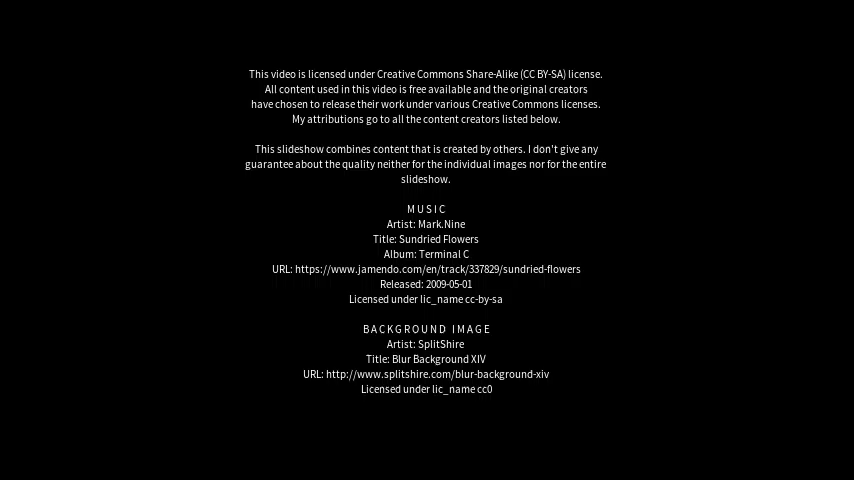 This video is licensed under Creative Commons Share-Alike (CC BY-SA) license.
All content used in this video is free available and the original creators
have chosen to release their work under various Creative Commons licenses.
My attributions go to all the content creators listed below.
This slideshow combines content that is created by others. I don't give any
guarantee about the quality neither for the individual images nor for the entire
slideshow.
MUSIC
Artist: Mark.Nine
Title: Sundried Flowers
Album: Terminal C
URL: https://www.jamendo.com/en/track/337829/sundried-flowers
Released: 2009-05-01
Licensed under lic_name cc-by-sa
BACKGROUND IMAGE
Artist: SplitShire
Title: Blur Background XIV
URL: http://www.splitshire.com/blur-background-xiv
Licensed under lic_name cc0